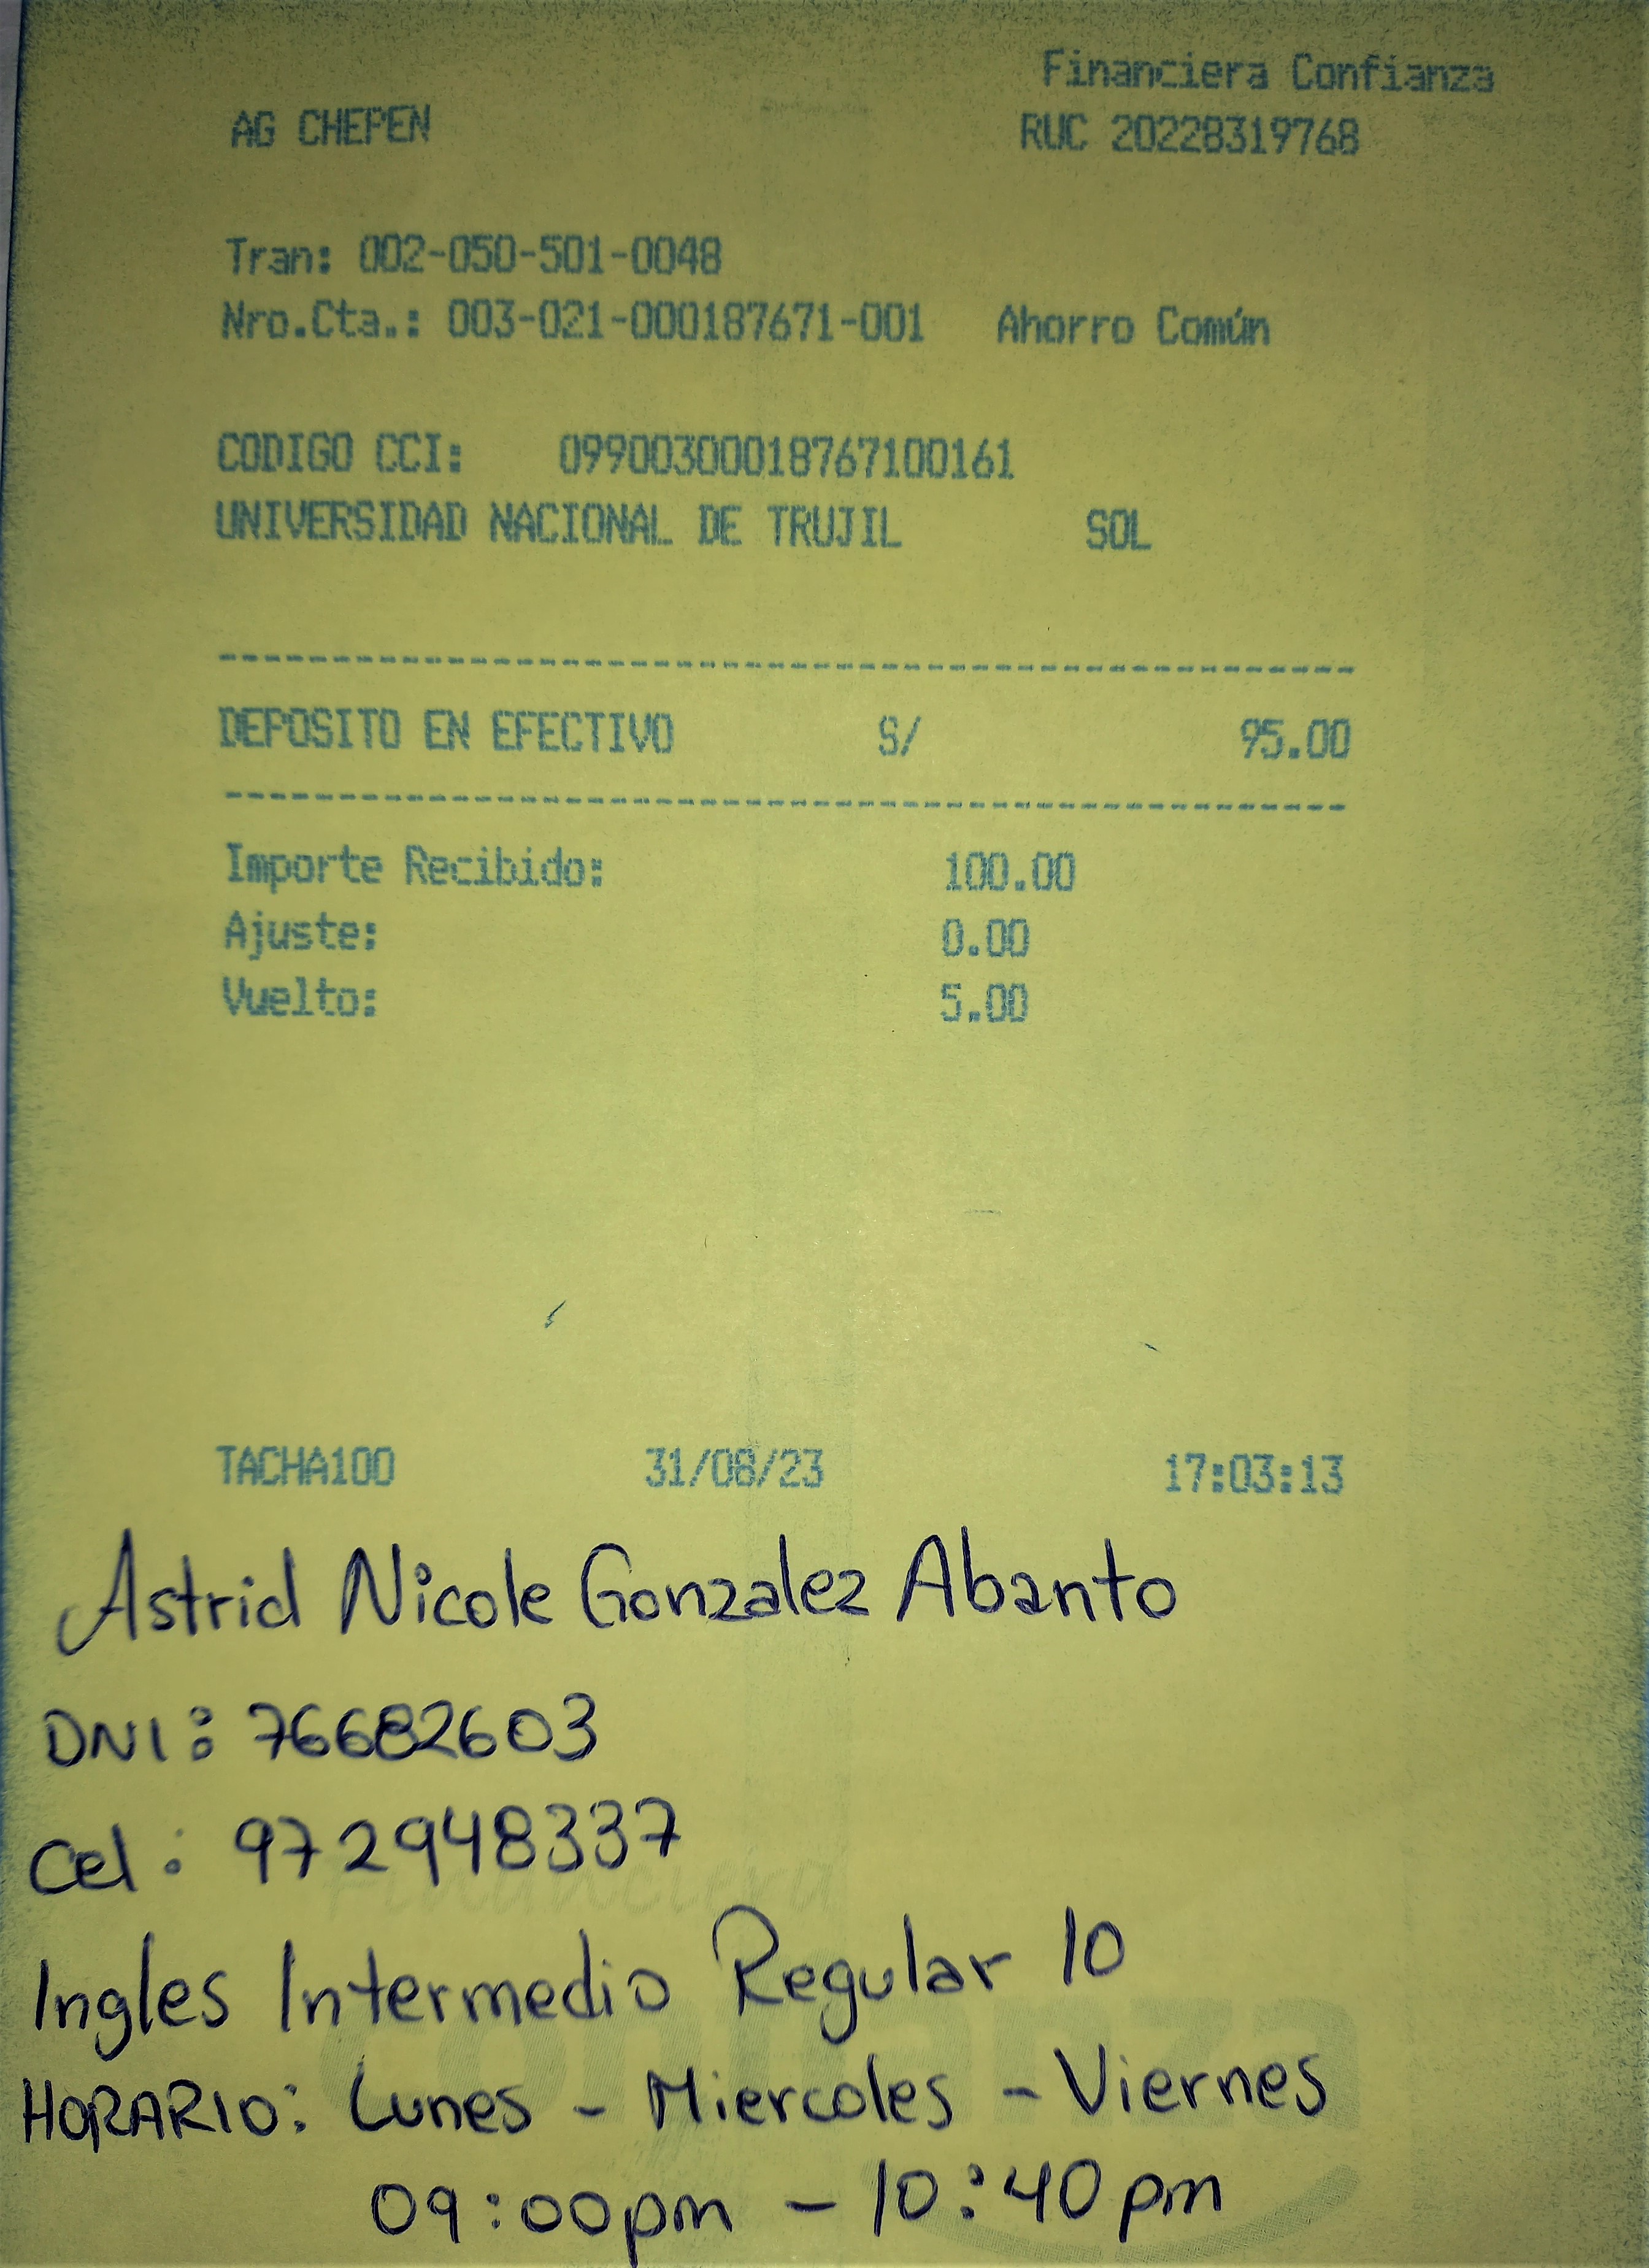 Financiera Confianza
AG CHEPEN RUC 20228319768
Tran: 002-050-501-0048
Nro.Cta.: 003-021-000187671-001 Ahorro Común
CODIGO CCI: 09900300018767100161
UNIVERSIDAD NACIONAL DE TRUJIL SOL
DEPOSITO EN EFECTIVO S/ 95.00
Importe Recibido: 100.00
Ajuste: 0.00
Vuelto: 5.00
TACHA100 31/08/23 17:03:13
Astrid Nicole Gonzalez Abanto
DNI: 76682603
Cel: 972948337
Financiera
Ingles Intermedio Regular 10
Confianza
HORARIO: Lunes - Miercoles - Viernes
09:00pm - 10:40pm